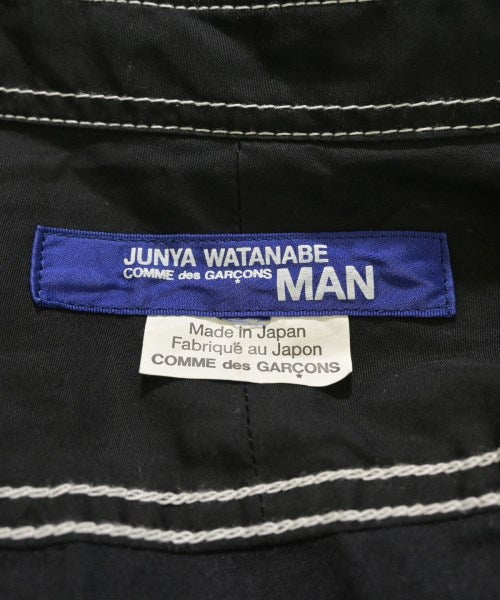 JUNYA WATANABE
COMME des GARÇONS MAN
Made in Japan
Fabriqué au Japon
COMME des GARÇONS